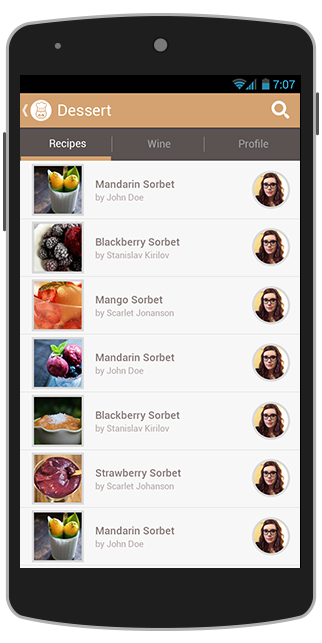 7:07
Dessert
Recipes Wine Profile
Mandarin Sorbet
by John Doe
Blackberry Sorbet
by Stanislav Kirilov
Mango Sorbet
by Scarlet Jonanson
Mandarin Sorbet
by John Doe
Blackberry Sorbet
by Stanislav Kirilov
Strawberry Sorbet
by Scarlet Johanson
Mandarin Sorbet
by John Doe